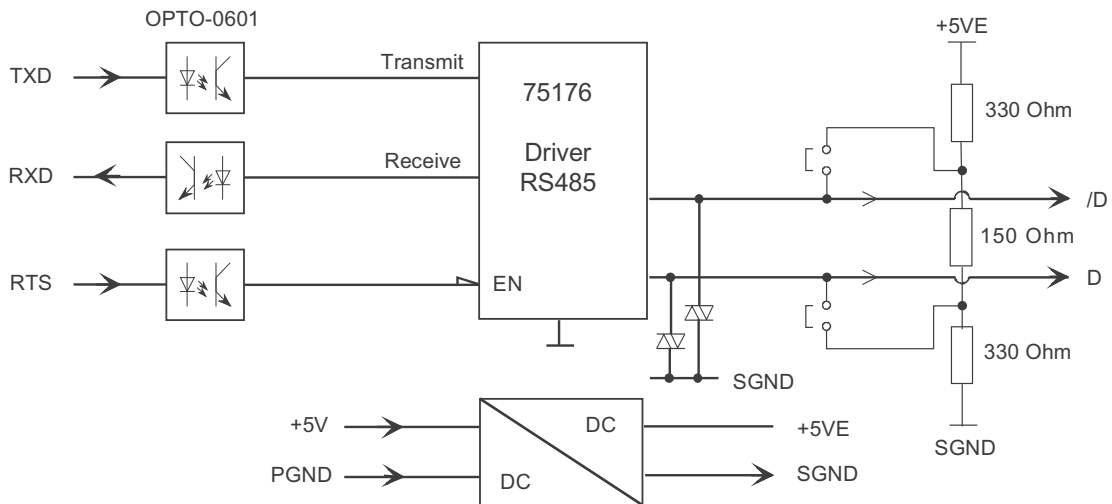 OPTO-0601
+5VE
TXD
Transmit
75176
330 Ohm
RXD
Receive
Driver
RS485
/D
150 Ohm
RTS
EN
D
330 Ohm
SGND
+5V
DC
+5VE
SGND
PGND
DC
SGND